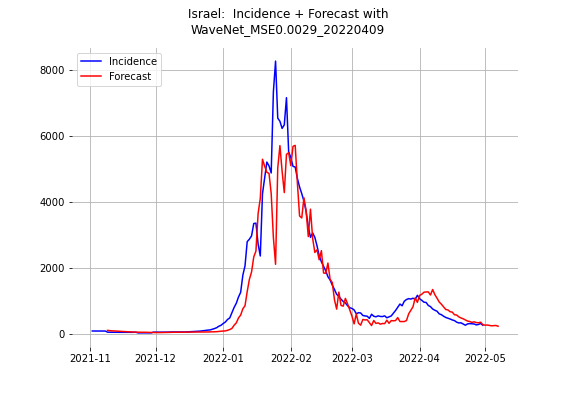 Israel:  Incidence + Forecast with
WaveNet_MSE0.0029_20220409
Incidence
Forecast
8000
6000
4000
2000
0
2021-11 2021-12 2022-01 2022-02 2022-03 2022-04 2022-05